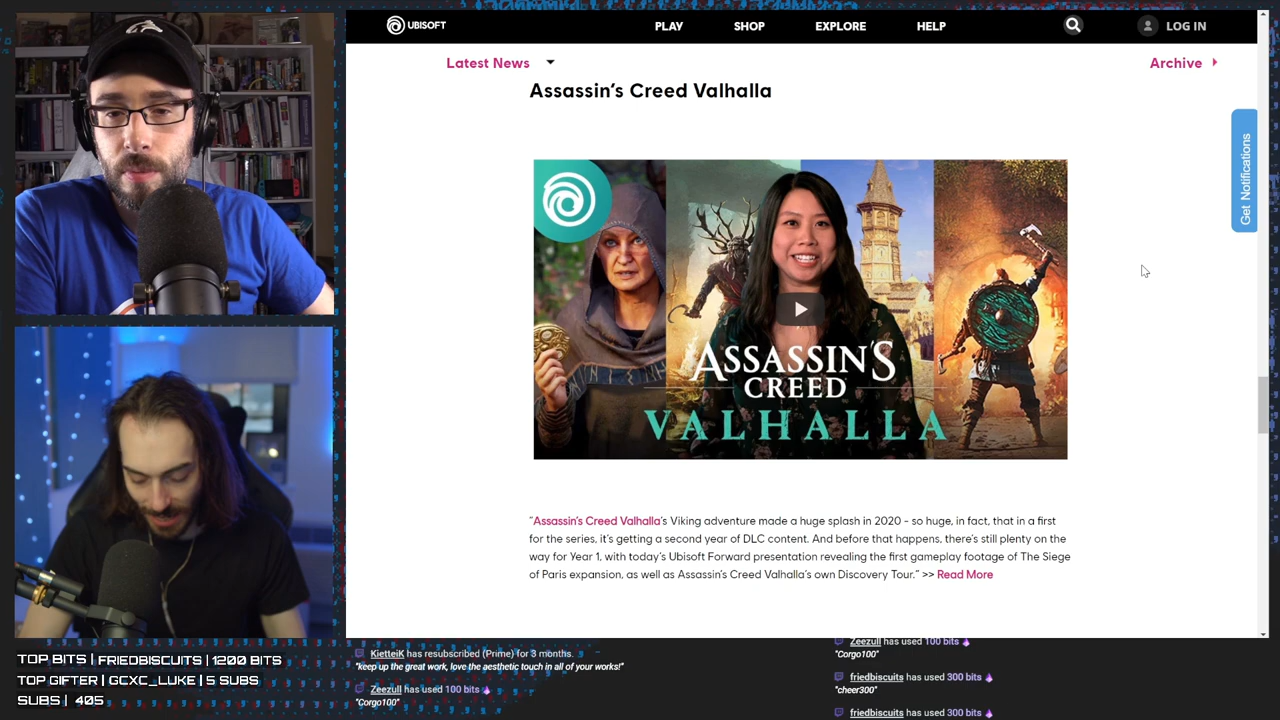 UBISOFT
PLAY
SHOP
EXPLORE
HELP
LOG IN
Latest News
Archive
Assassin's Creed Valhalla
Get Notifications
ASSASSIN'S
CREED
VALHALLA
"Assassin's Creed Valhalla's Viking adventure made a huge splash in 2020 - so huge, in fact, that in a first
for the series, it's getting a second year of DLC content. And before that happens, there's still plenty on the
way for Year 1, with today's Ubisoft Forward presentation revealing the first gameplay footage of The Siege
of Paris expansion, as well as Assassin's Creed Valhalla's own Discovery Tour." >> Read More
TOP BITS | FRIEDBISCUITS | 1200 BITS
TOP GIFTER | GCXC_LUKE | 5 SUBS
SUBS | 405
KietteiK has resubscribed (Prime) for 3 months.
"keep up the great work, love the aesthetic touch in all of your works!"
Zeezull has used 100 bits
"Corgo100"
Zeezull has used 100 bits
"Corgo100"
friedbiscuits has used 300 bits
"cheer300"
friedbiscuits has used 300 bits